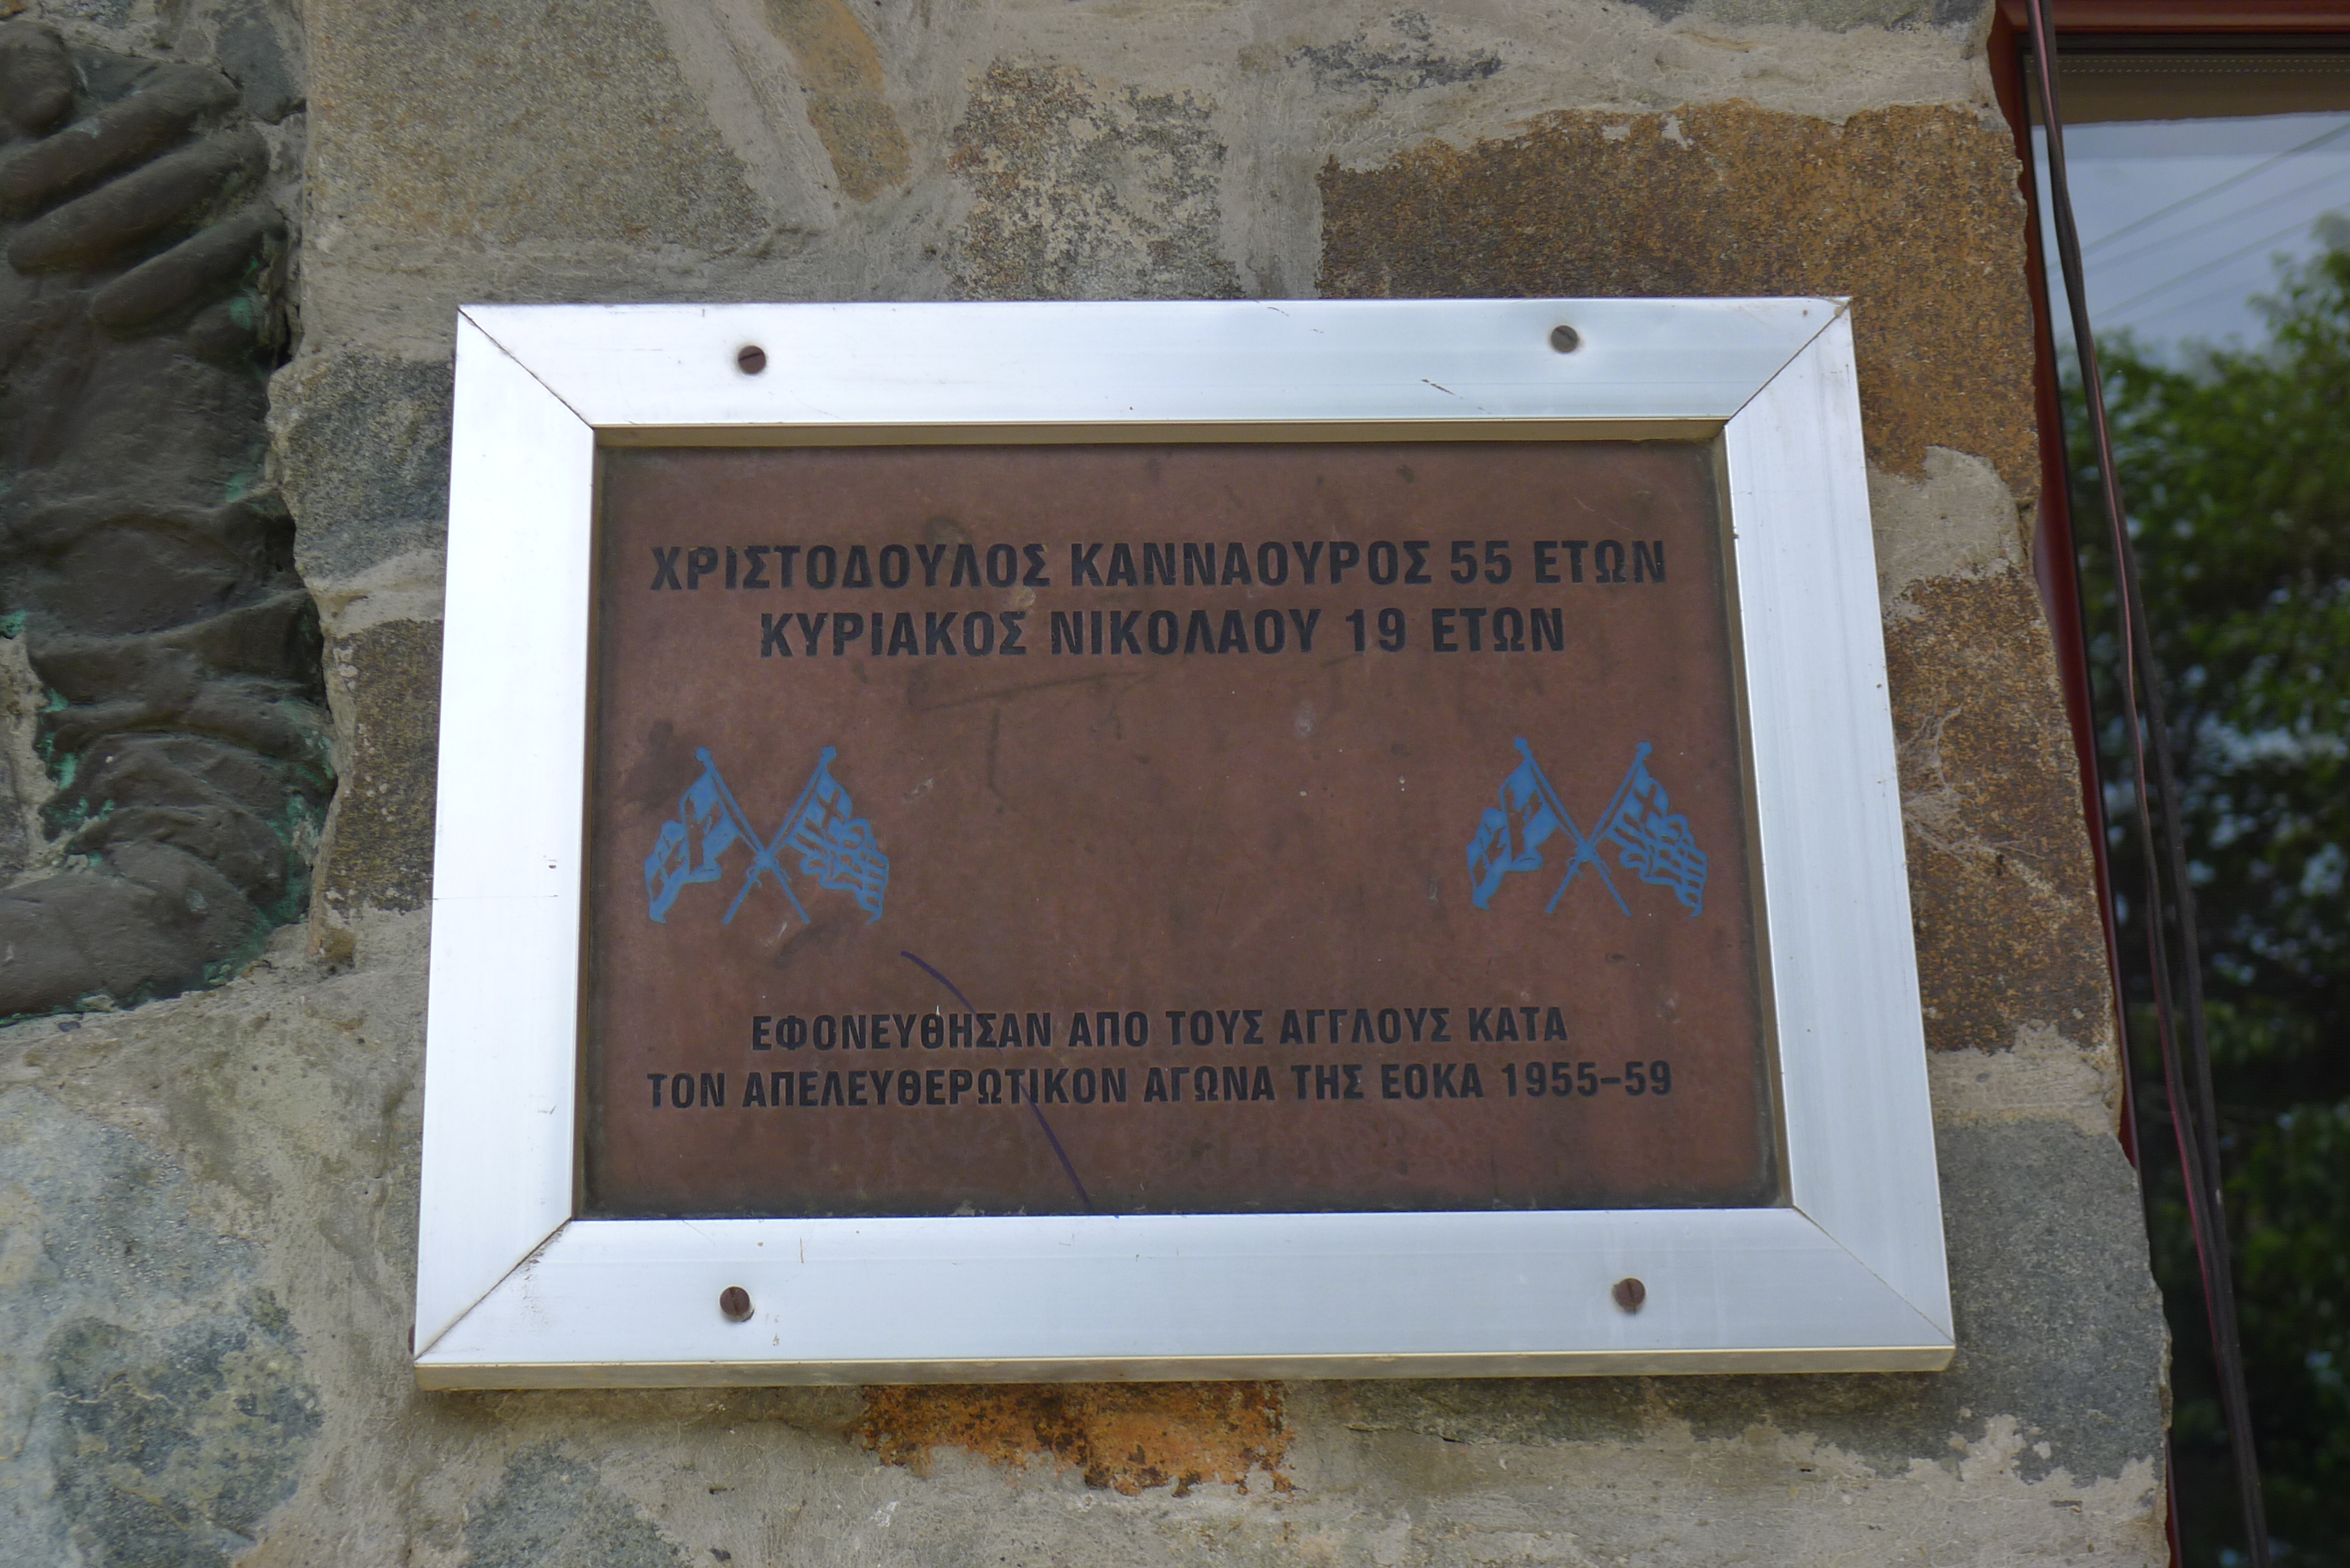 ΧΡΙΣΤΟΔΟΥΛΟΣ ΚΑΝΝΑΟΥΡΟΣ 55 ΕΤΩΝ
ΚΥΡΙΑΚΟΣ ΝΙΚΟΛΑΟΥ 19 ΕΤΩΝ
ΕΦΟΝΕΥΘΗΣΑΝ ΑΠΟ ΤΟΥΣ ΑΓΓΛΟΥΣ ΚΑΤΑ
ΤΟΝ ΑΠΕΛΕΥΘΕΡΩΤΙΚΟΝ ΑΓΩΝΑ ΤΗΣ ΕΟΚΑ 1955-59